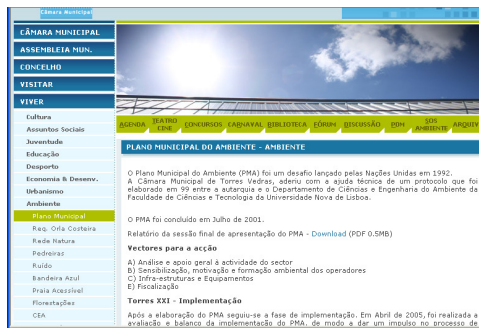 Câmara Municipal
CÂMARA MUNICIPAL
ASSEMBLEIA MUN.
CONCELHO
VISITAR
VIVER
Cultura
Assuntos Sociais
Juventude
Educação
Desporto
Economia & Desenv.
Urbanismo
Ambiente
Plano Municipal
Req. Orla Costeira
Rede Natura
Pedreiras
Ruído
Bandeira Azul
Praia Acessível
Florestações
CEA
AGENDA TEATRO CINE CONCURSOS CARNAVAL BIBLIOTECA FÓRUM DISCUSSÃO PDM SOS AMBIENTE ARQUIV
PLANO MUNICIPAL DO AMBIENTE - AMBIENTE
O Plano Municipal do Ambiente (PMA) foi um desafio lançado pelas Nações Unidas em 1992.
A Câmara Municipal de Torres Vedras, aderiu com a ajuda técnica de um protocolo que foi
elaborado em 99 entre a autarquia e o Departamento de Ciências e Engenharia do Ambiente da
Faculdade de Ciências e Tecnologia da Universidade Nova de Lisboa.
O PMA foi concluído em Julho de 2001.
Relatório da sessão final de apresentação do PMA - Download (PDF 0.5MB)
Vectores para a acção
A) Análise e apoio geral á actividade do sector
B) Sensibilização, motivação e formação ambiental dos operadores
C) Infra-estruturas e Equipamentos
E) Fiscalização
Torres XXI - Implementação
Após a elaboração do PMA seguiu-se a fase de implementação. Em Abril de 2005, foi realizada a
avaliação e balanço da implementação do PMA, de modo a dar um impulso no processo de